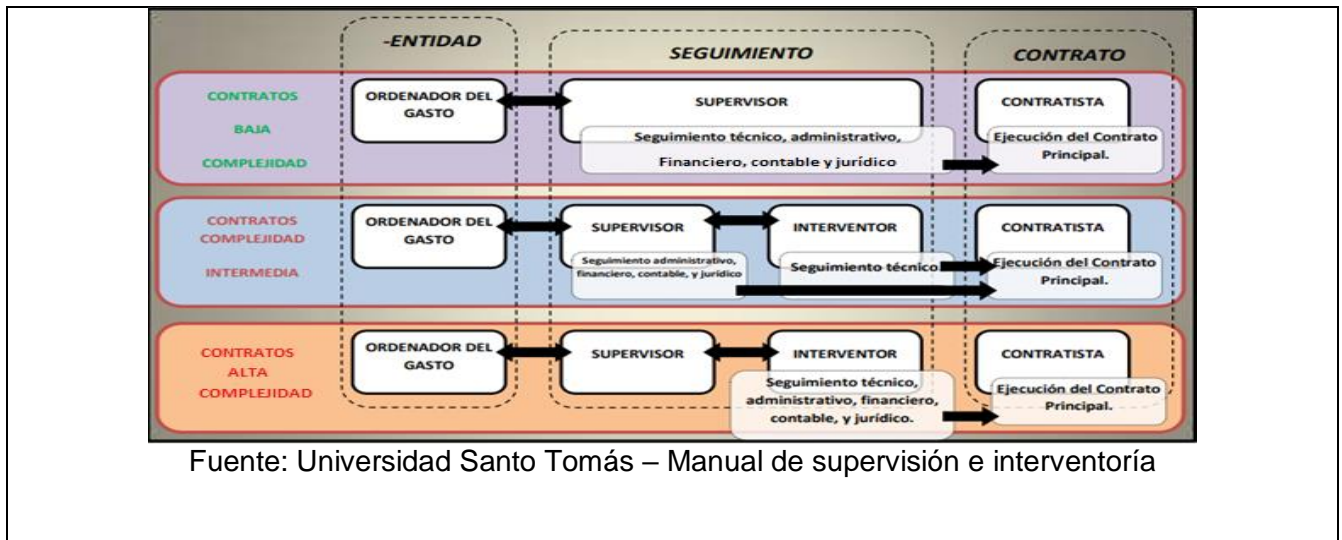 -ENTIDAD
SEGUIMIENTO
CONTRATO
CONTRATOS
BAJA
COMPLEJIDAD
ORDENADOR DEL
GASTO
SUPERVISOR
Seguimiento técnico, administrativo,
Financiero, contable y jurídico
CONTRATISTA
Ejecución del Contrato
Principal.
CONTRATOS
COMPLEJIDAD
INTERMEDIA
ORDENADOR DEL
GASTO
SUPERVISOR
Seguimiento administrativo,
financiero, contable, y jurídico
INTERVENTOR
Seguimiento técnico
CONTRATISTA
Ejecución del Contrato
Principal.
CONTRATOS
ALTA
COMPLEJIDAD
ORDENADOR DEL
GASTO
SUPERVISOR
INTERVENTOR
Seguimiento técnico,
administrativo, financiero,
contable, y jurídico.
CONTRATISTA
Ejecución del Contrato
Principal.
Fuente: Universidad Santo Tomás – Manual de supervisión e interventoría